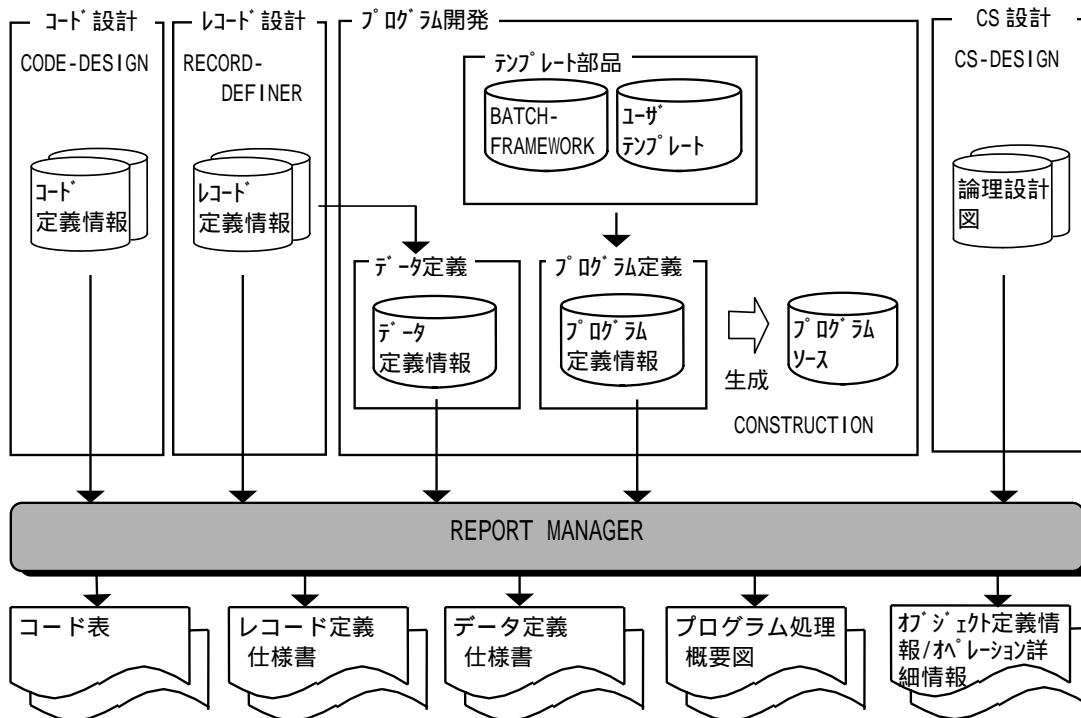 コード設計
CODE-DESIGN
コード
定義情報
レコード設計
RECORD-
DEFINER
レコード
定義情報
プログラム開発
テンプレート部品
BATCH-
FRAMEWORK
ユーザ
テンプレート
データ定義
データ
定義情報
プログラム定義
プログラム
定義情報
生成
プログラム
ソース
CONSTRUCTION
CS設計
CS-DESIGN
論理設計
図
REPORT MANAGER
コード表
レコード定義
仕様書
データ定義
仕様書
プログラム処理
概要図
オブジェクト定義情
報/オペレーション詳
細情報